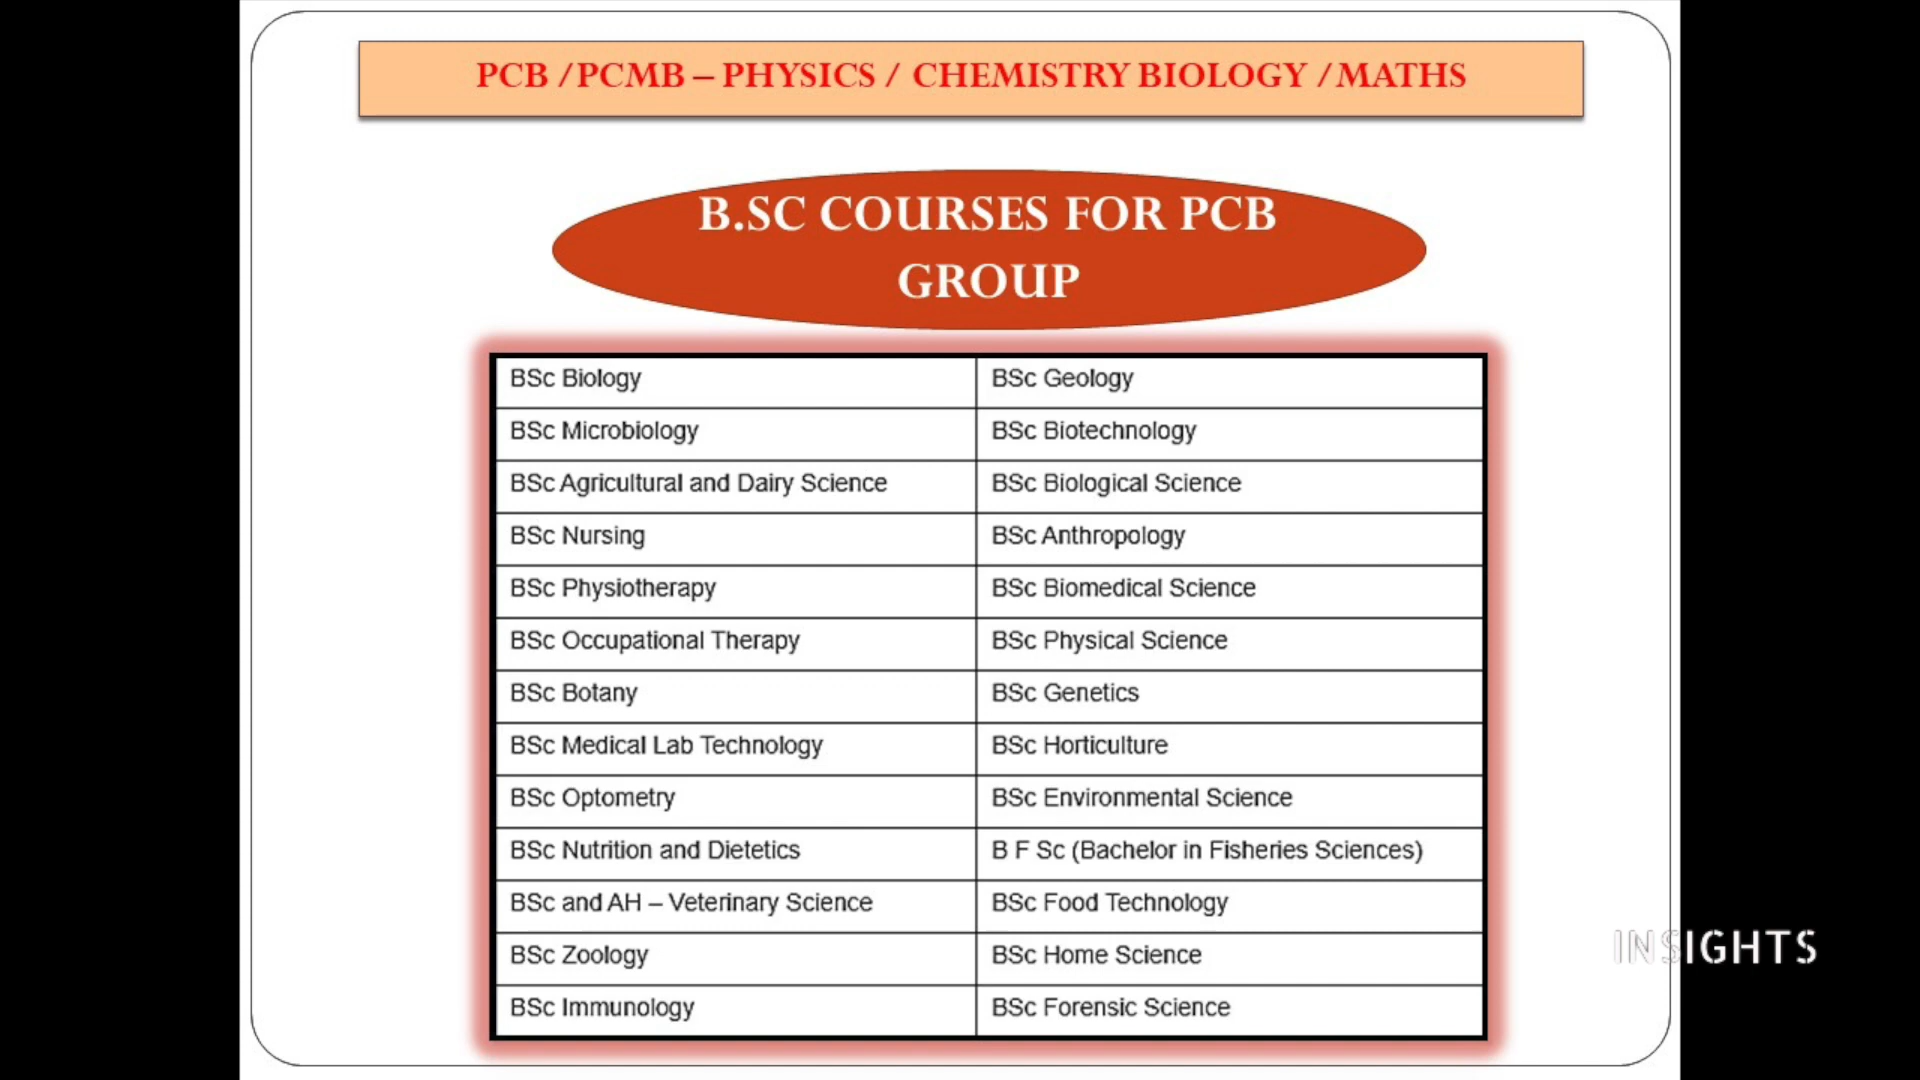 PCB / PCMB – PHYSICS / CHEMISTRY BIOLOGY / MATHS
B.SC COURSES FOR PCB
GROUP
BSc Biology
BSc Geology
BSc Microbiology
BSc Biotechnology
BSc Agricultural and Dairy Science
BSc Biological Science
BSc Nursing
BSc Anthropology
BSc Physiotherapy
BSc Biomedical Science
BSc Occupational Therapy
BSc Physical Science
BSc Botany
BSc Genetics
BSc Medical Lab Technology
BSc Horticulture
BSc Optometry
BSc Environmental Science
BSc Nutrition and Dietetics
B F Sc (Bachelor in Fisheries Sciences)
BSc and AH – Veterinary Science
BSc Food Technology
BSc Zoology
BSc Home Science
BSc Immunology
BSc Forensic Science
INSIGHTS